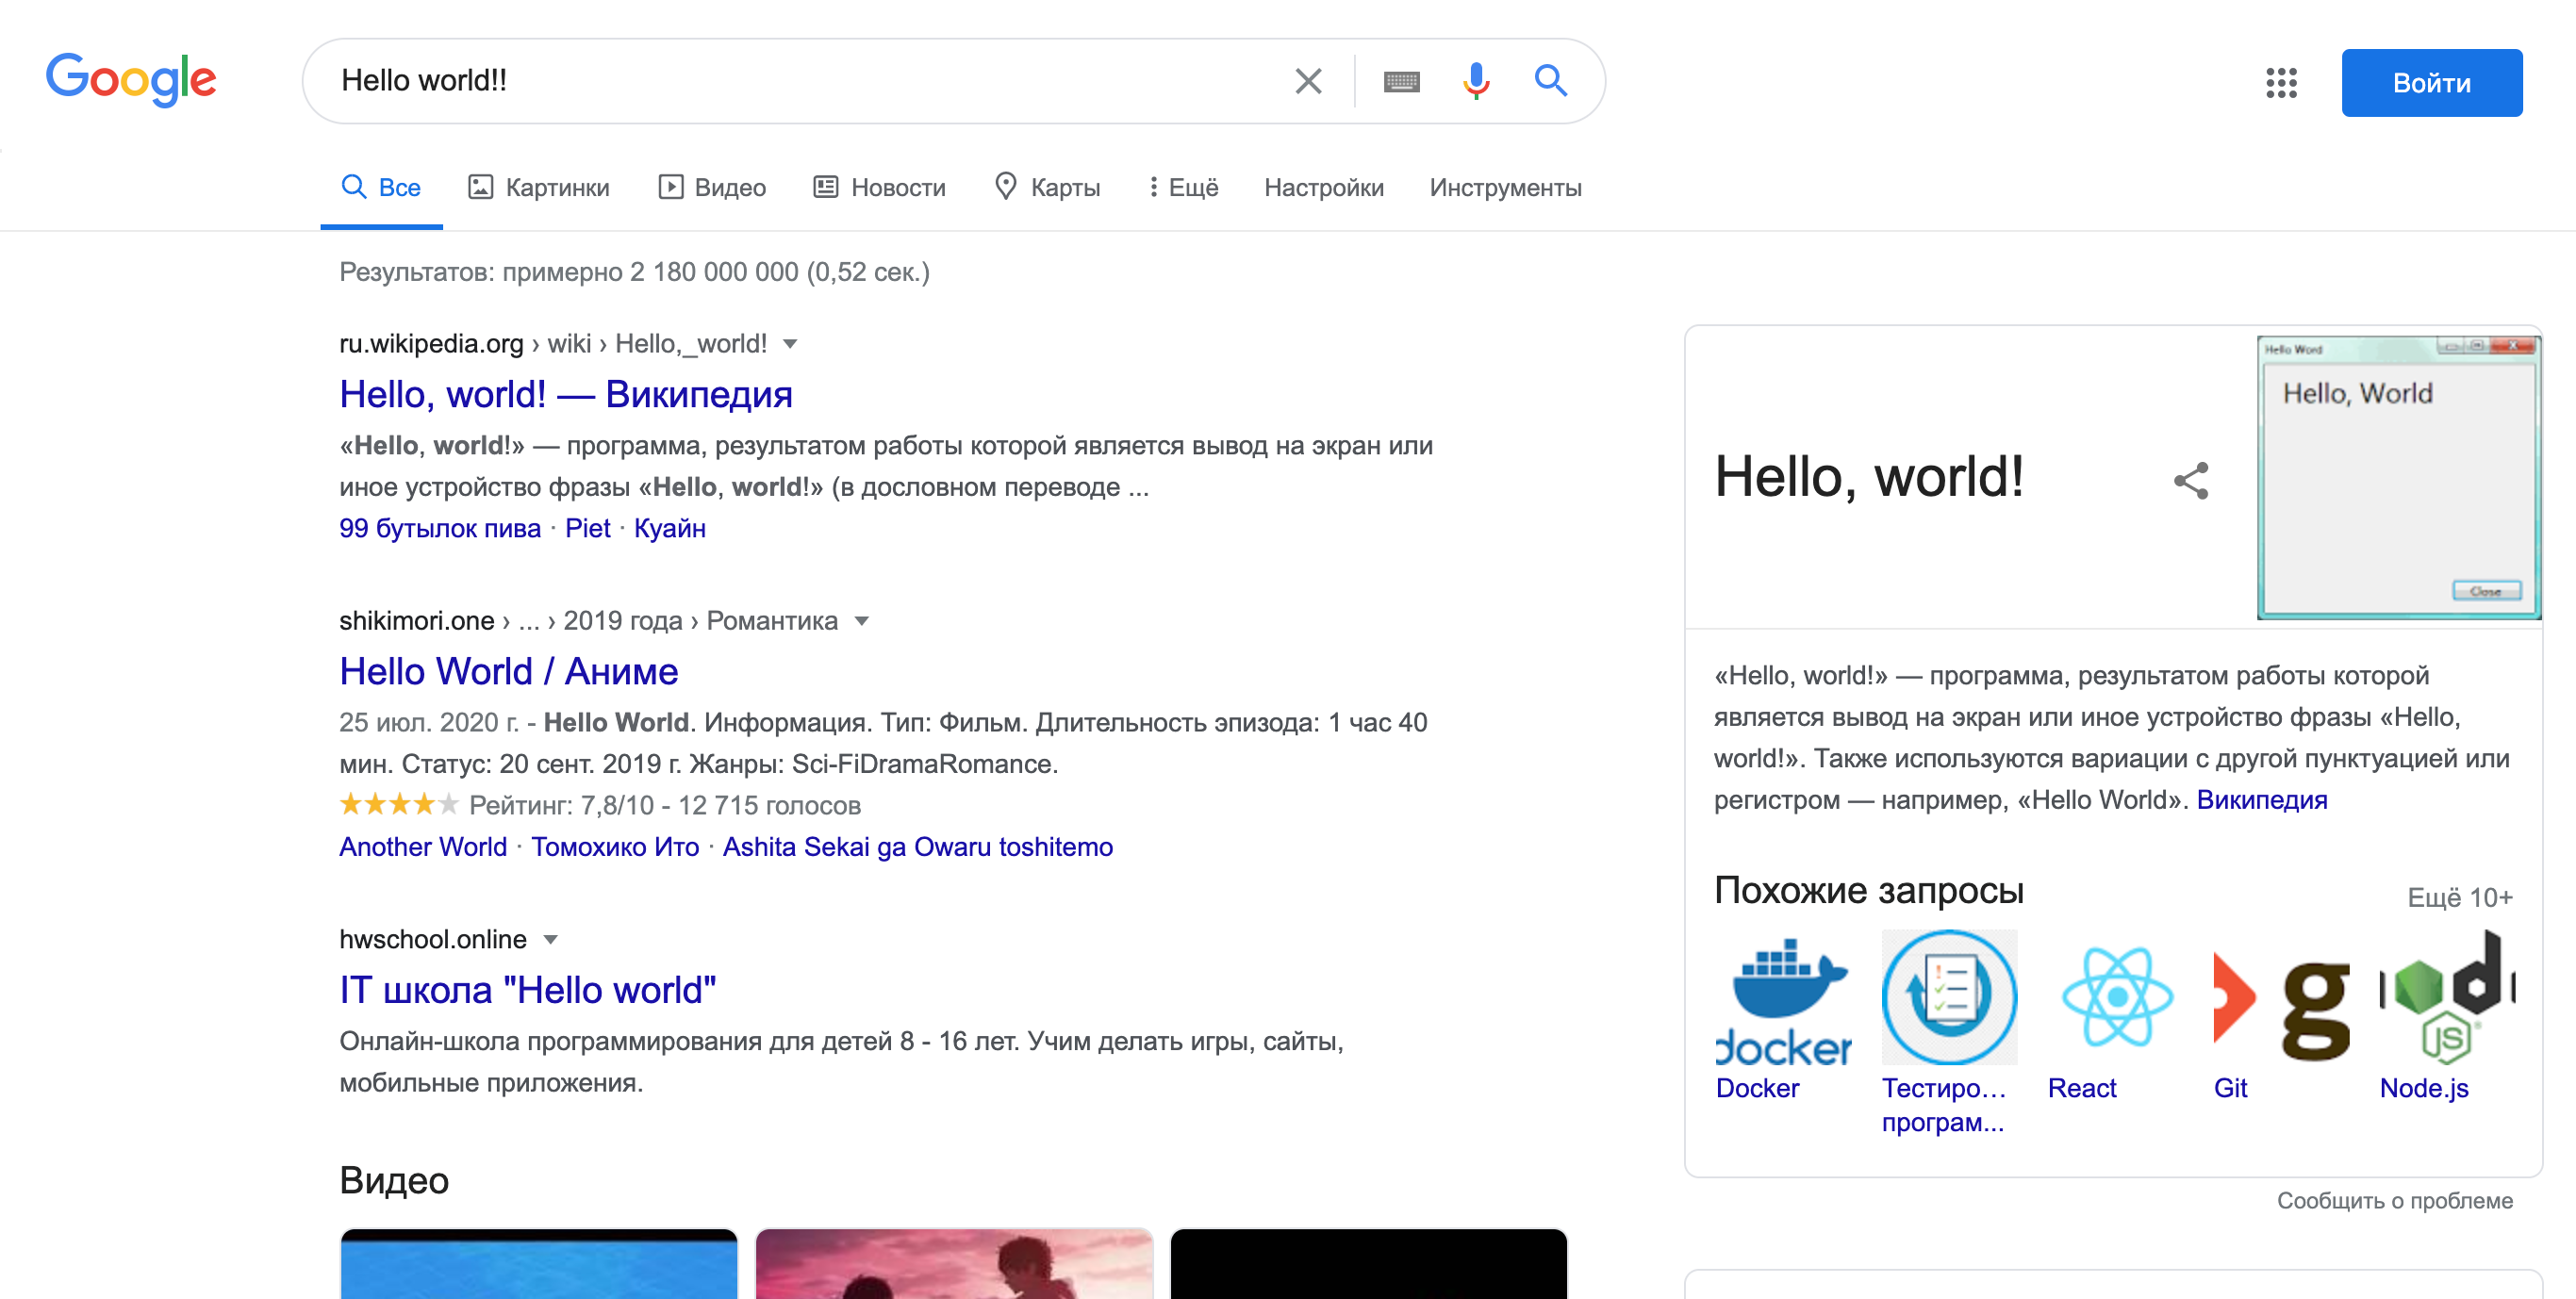 Google
Hello world!!
Войти
Все
Картинки
Видео
Новости
Карты
Ещё
Настройки
Инструменты
Результатов: примерно 2 180 000 000 (0,52 сек.)
ru.wikipedia.org › wiki › Hello,_world!
Hello, world! — Википедия
«Hello, world!» — программа, результатом работы которой является вывод на экран или
иное устройство фразы «Hello, world!» (в дословном переводе ...
99 бутылок пива · Piet · Куайн
shikimori.one › ... › 2019 года › Романтика
Hello World / Аниме
25 июл. 2020 г. - Hello World. Информация. Тип: Фильм. Длительность эпизода: 1 час 40
мин. Статус: 20 сент. 2019 г. Жанры: Sci-FiDramaRomance.
Рейтинг: 7,8/10 - 12 715 голосов
Another World · Томохико Ито · Ashita Sekai ga Owaru toshitemo
hwschool.online
IT школа "Hello world"
Онлайн-школа программирования для детей 8 - 16 лет. Учим делать игры, сайты,
мобильные приложения.
Видео
Hello, world!
Hello Word
Hello, World
Close
«Hello, world!» — программа, результатом работы которой
является вывод на экран или иное устройство фразы «Hello,
world!». Также используются вариации с другой пунктуацией или
регистром — например, «Hello World». Википедия
Похожие запросы
Ещё 10+
docker
g
d
JS
Docker
Тестиро...
програм...
React
Git
Node.js
Сообщить о проблеме